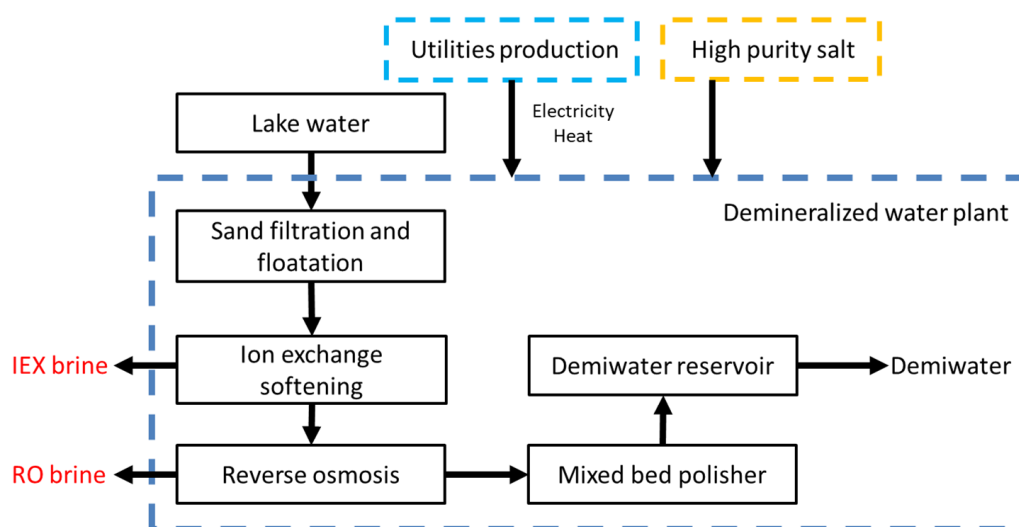 Utilities production
High purity salt
Electricity
Heat
Lake water
Demineralized water plant
Sand filtration and
floatation
IEX brine
Ion exchange
softening
Demiwater reservoir
Demiwater
RO brine
Reverse osmosis
Mixed bed polisher